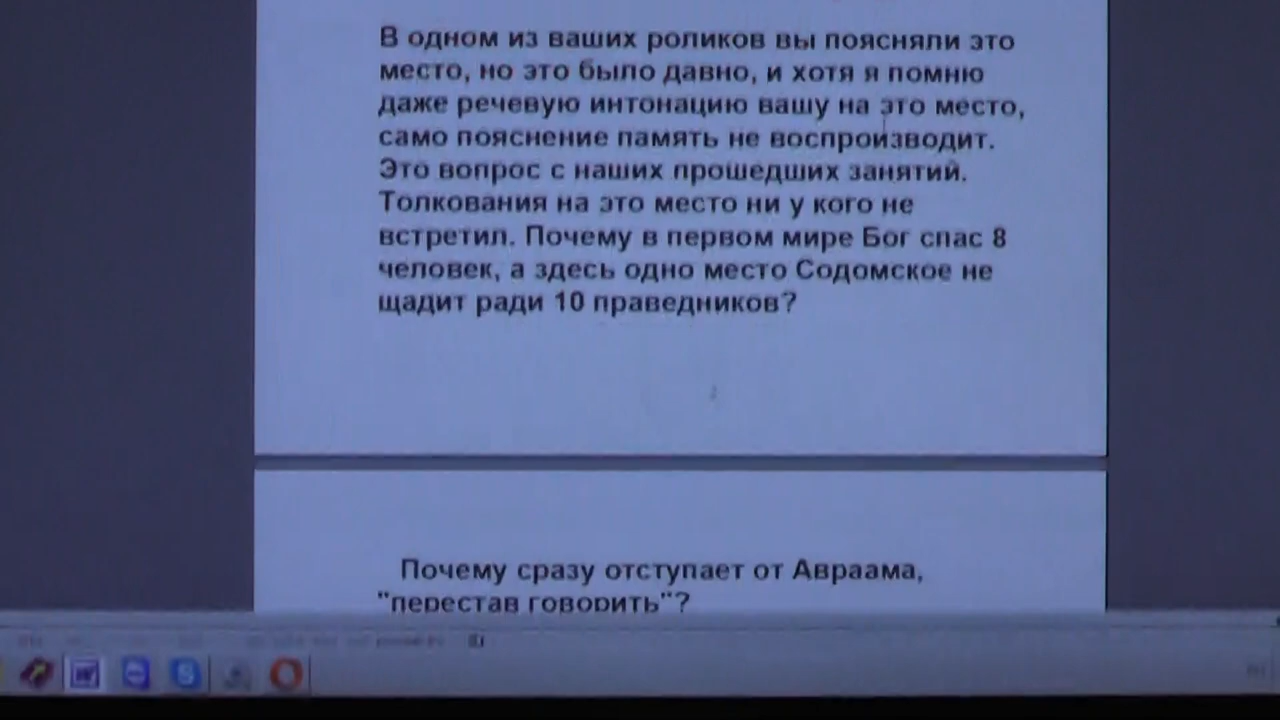 В одном из ваших роликов вы поясняли это
место, но это было давно, и хотя я помню
даже речевую интонацию вашу на это место,
само пояснение память не воспроизводит.
Это вопрос с наших прошедших занятий.
Толкования на это место ни у кого не
встретил. Почему в первом мире Бог спас 8
человек, а здесь одно место Содомское не
щадит ради 10 праведников?
Почему сразу отступает от Авраама,
"перестав говорить"?